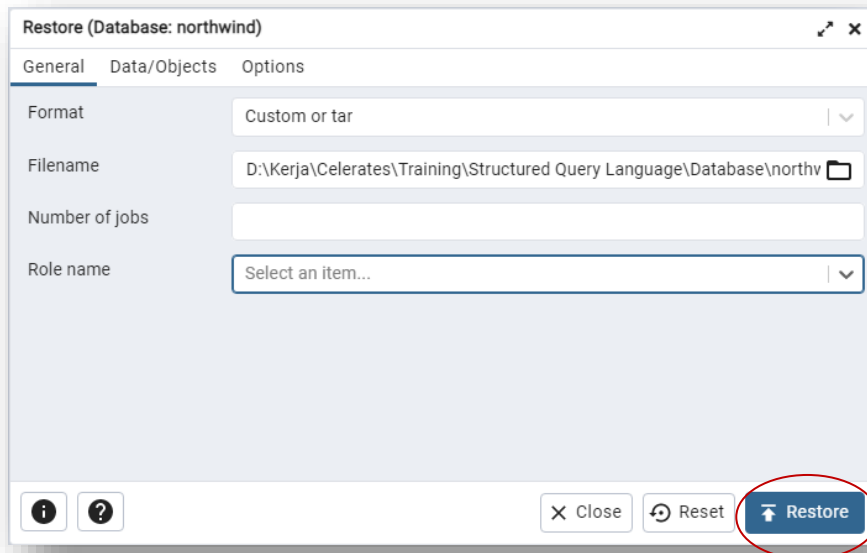 Restore (Database: northwind)
General Data/Objects Options
Format Custom or tar
Filename D:\Kerja\Celerates\Training\Structured Query Language\Database\northw
Number of jobs
Role name Select an item...
Close Reset Restore